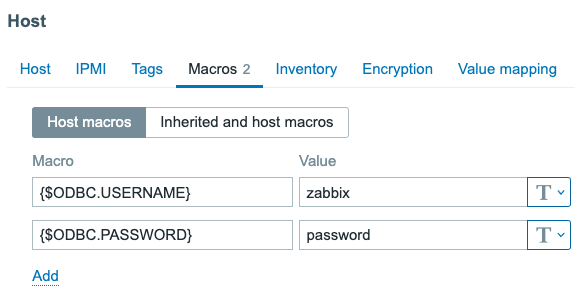 Host
Host IPMI Tags Macros 2 Inventory Encryption Value mapping
Host macros Inherited and host macros
Macro Value
{$ODBC.USERNAME} zabbix T
{$ODBC.PASSWORD} password T
Add